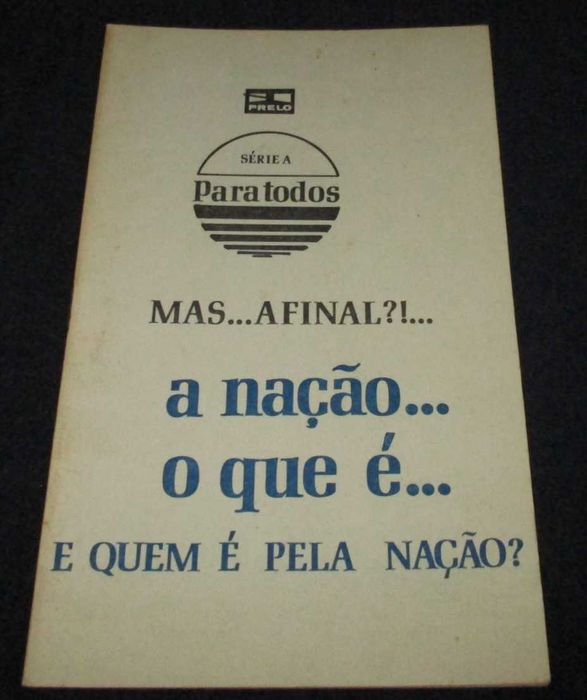 PRELO
SÉRIE A
Para todos
MAS...AFINAL?!...
a nação...
o que é...
E QUEM É PELA NAÇÃO?